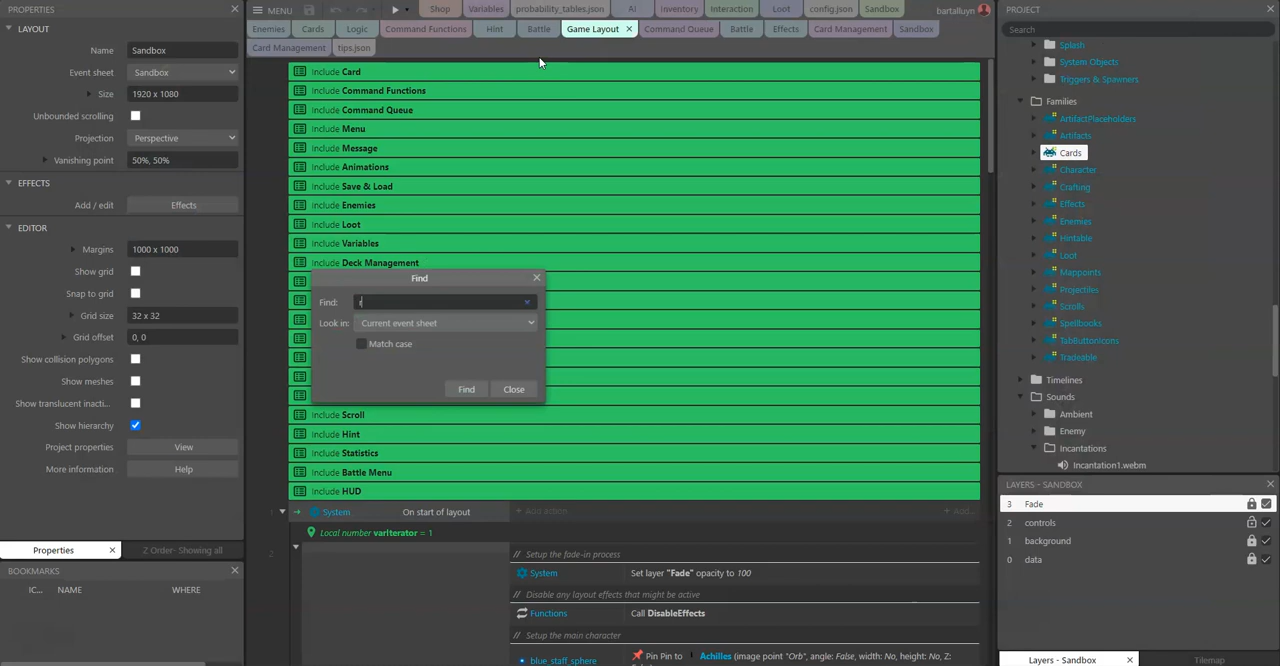 PROPERTIES
LAYOUT
Name Sandbox
Event sheet Sandbox
Size 1920 x 1080
Unbounded scrolling
Projection Perspective
Vanishing point 50%, 50%
EFFECTS
Add / edit Effects
EDITOR
Margins 1000 x 1000
Show grid
Snap to grid
Grid size 32 x 32
Grid offset 0, 0
Show collision polygons
Show meshes
Show translucent inacti...
Show hierarchy
Project properties View
More information Help
Properties Z Order- Showing all
BOOKMARKS
IC... NAME WHERE
MENU
bartalluyn
Shop Variables probability_tables.json AI Inventory Interaction Loot config.json Sandbox
Enemies Cards Logic Command Functions Hint Battle Game Layout Command Queue Battle Effects Card Management Sandbox
Card Management tips.json
Include Card
Include Command Functions
Include Command Queue
Include Menu
Include Message
Include Animations
Include Save & Load
Include Enemies
Include Loot
Include Variables
Include Deck Management
Find
Find:
Look in: Current event sheet
Match case
Find Close
Include Scroll
Include Hint
Include Statistics
Include Battle Menu
Include HUD
1 System On start of layout + Add action + Add...
Local number varIterator = 1
2 // Setup the fade-in process
System Set layer "Fade" opacity to 100
// Disable any layout effects that might be active
Functions Call DisableEffects
// Setup the main character
blue_staff_sphere Pin Pin to Achilles (image point "Orb", angle: False, width: No, height: No, Z:
PROJECT
Search
Splash
System Objects
Triggers & Spawners
Families
ArtifactPlaceholders
Artifacts
Cards
Character
Crafting
Effects
Enemies
Hintable
Loot
Mappoints
Projectiles
Scrolls
Spellbooks
TabButtonIcons
Tradeable
Timelines
Sounds
Ambient
Enemy
Incantations
Incantation1.webm
LAYERS - SANDBOX
3 Fade
2 controls
1 background
0 data
Layers - Sandbox Tilemap